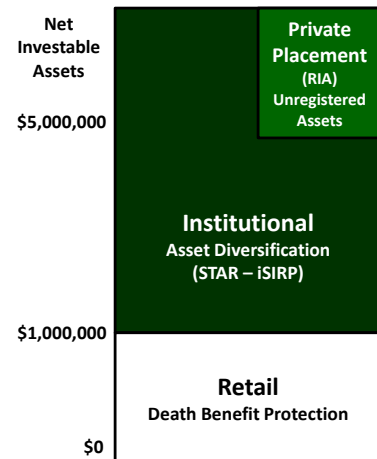 Net
Investable
Assets
Private
Placement
(RIA)
Unregistered
Assets
$5,000,000
Institutional
Asset Diversification
(STAR – iSIRP)
$1,000,000
Retail
Death Benefit Protection
$0